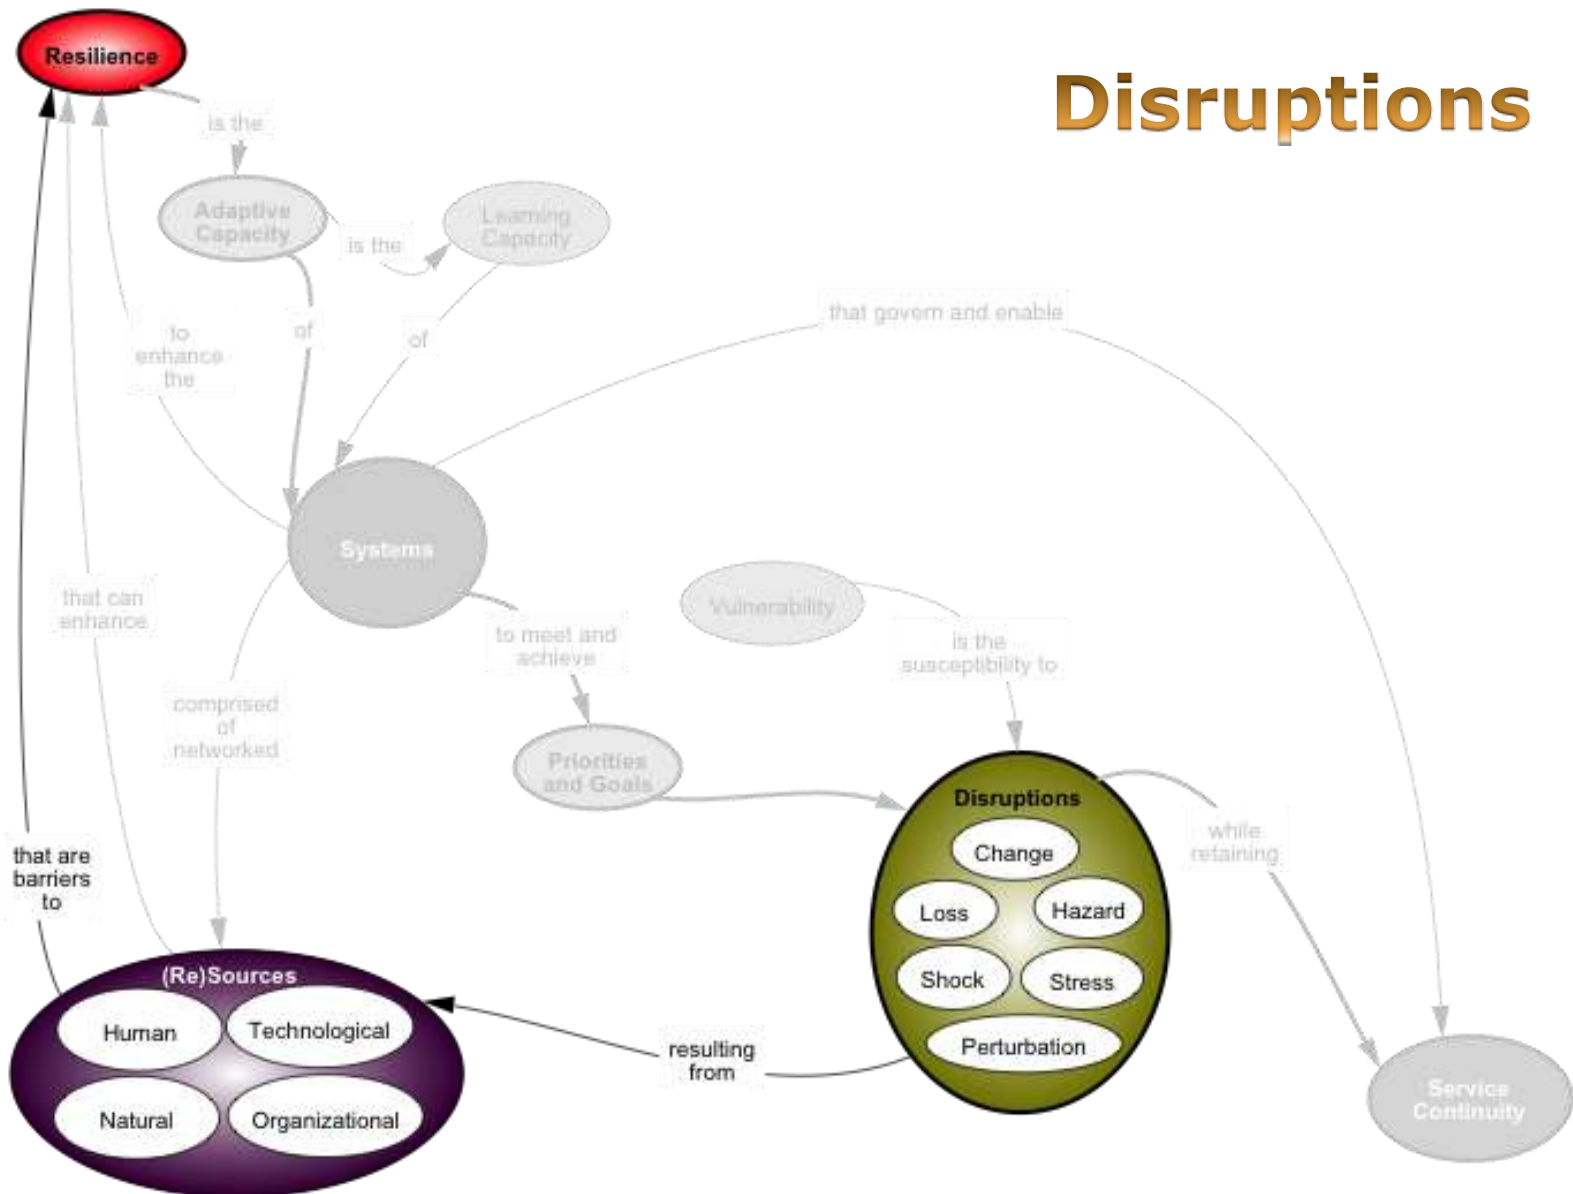 Resilience
Disruptions
is the
Adaptive
Capacity
is the
Learning
Capacity
to
enhance
the
of
of
that govern and enable
Systems
that can
enhance
to meet and
achieve
Vulnerability
is the
susceptibility to
comprised
of
networked
Priorities
and Goals
Disruptions
Change
Loss
Hazard
Shock
Stress
Perturbation
while
retaining
that are
barriers
to
(Re)Sources
Human
Technological
Natural
Organizational
resulting
from
Service
Continuity